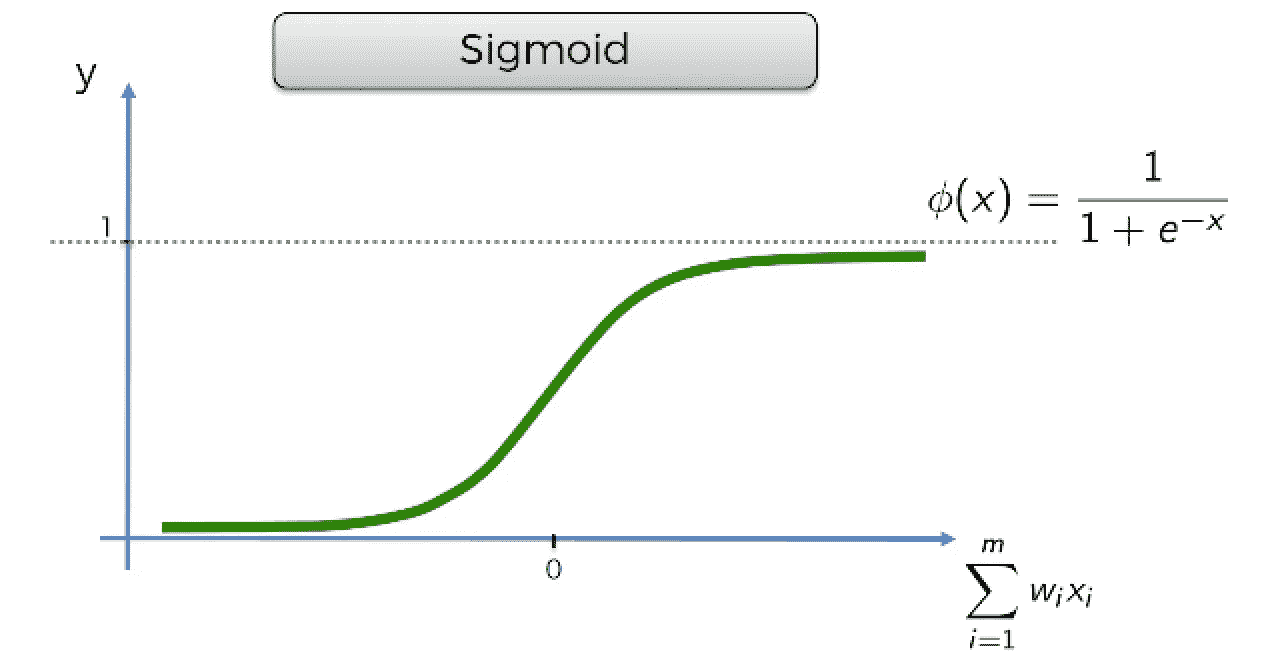 Sigmoid
y
1
ϕ(x) = 1 / (1 + e^{−x})
0
∑_{i=1}^{m} w_i x_i